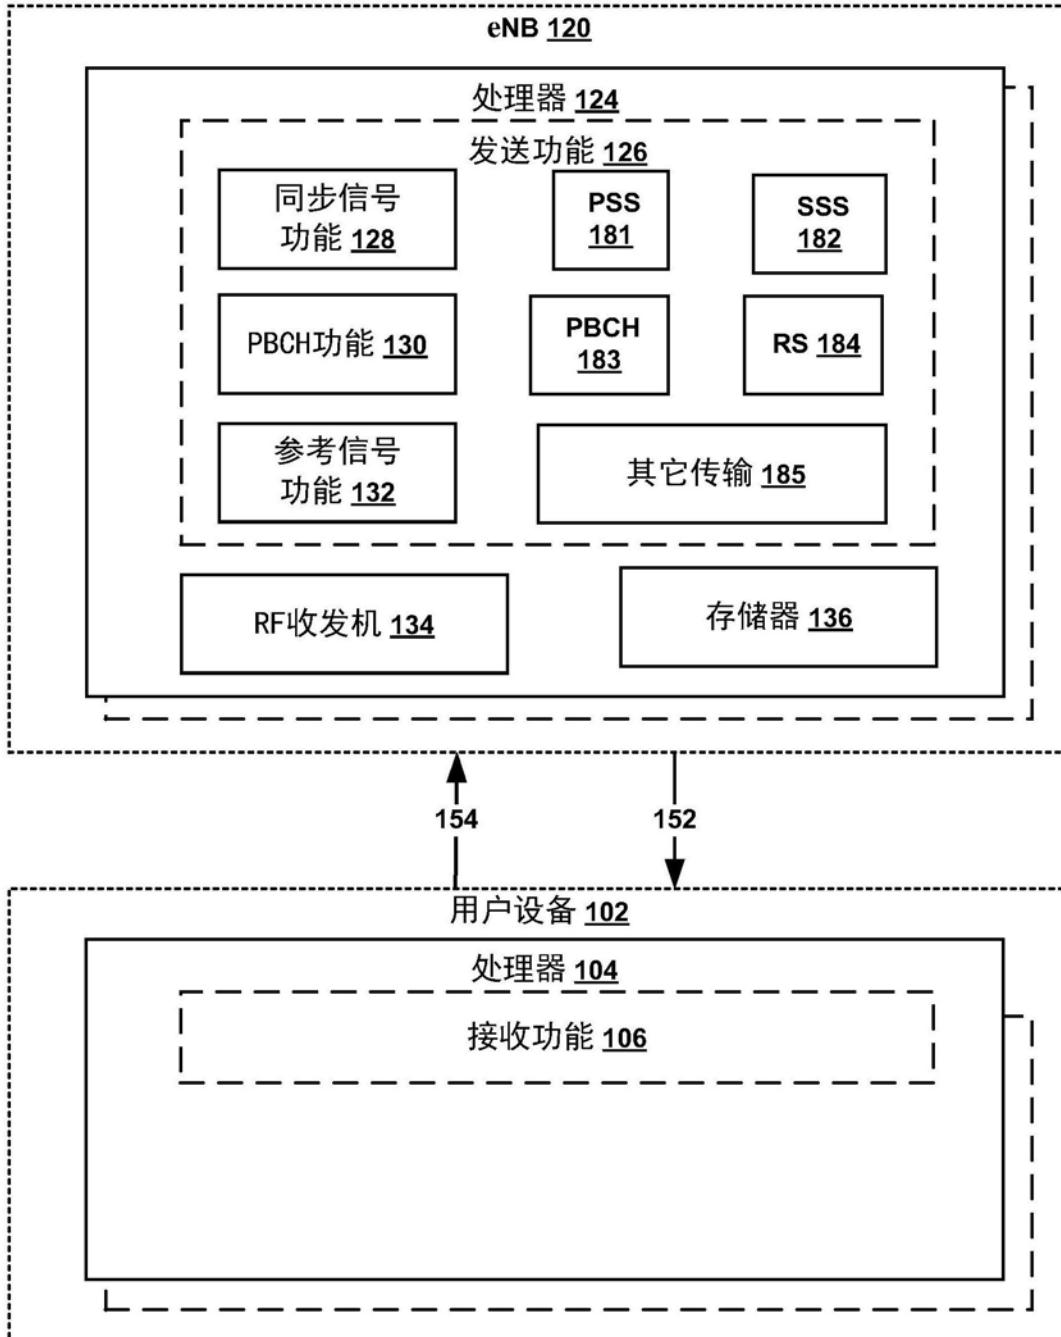 eNB 120
处理器 124
发送功能 126
同步信号
功能 128
PSS
181
SSS
182
PBCH功能 130
PBCH
183
RS 184
参考信号
功能 132
其它传输 185
RF收发机 134
存储器 136
154
152
用户设备 102
处理器 104
接收功能 106